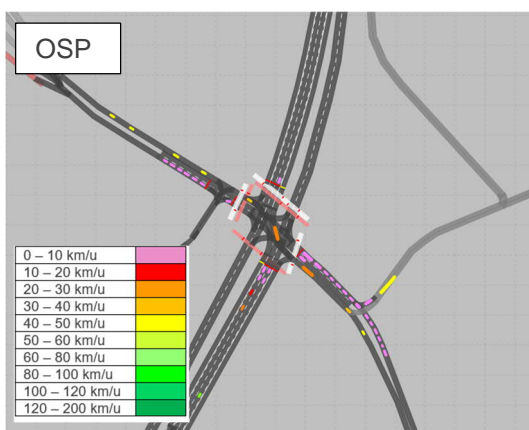 OSP
0 – 10 km/u
10 – 20 km/u
20 – 30 km/u
30 – 40 km/u
40 – 50 km/u
50 – 60 km/u
60 – 80 km/u
80 – 100 km/u
100 – 120 km/u
120 – 200 km/u